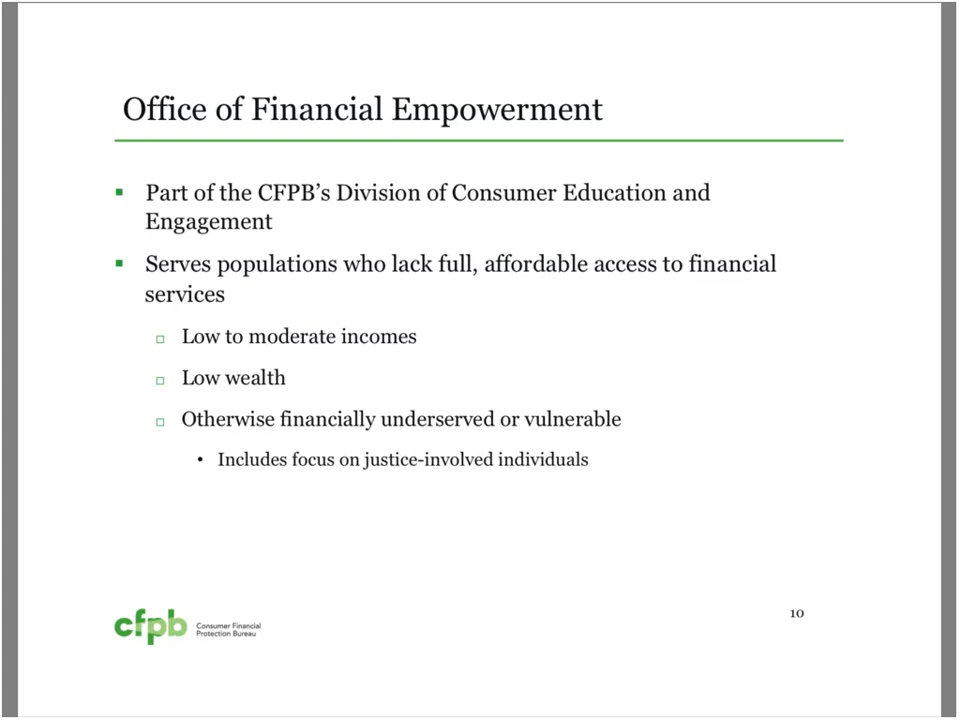 Office of Financial Empowerment
▪ Part of the CFPB's Division of Consumer Education and
Engagement
▪ Serves populations who lack full, affordable access to financial
services
▫ Low to moderate incomes
▫ Low wealth
▫ Otherwise financially underserved or vulnerable
• Includes focus on justice-involved individuals
10
cfpb
Consumer Financial
Protection Bureau